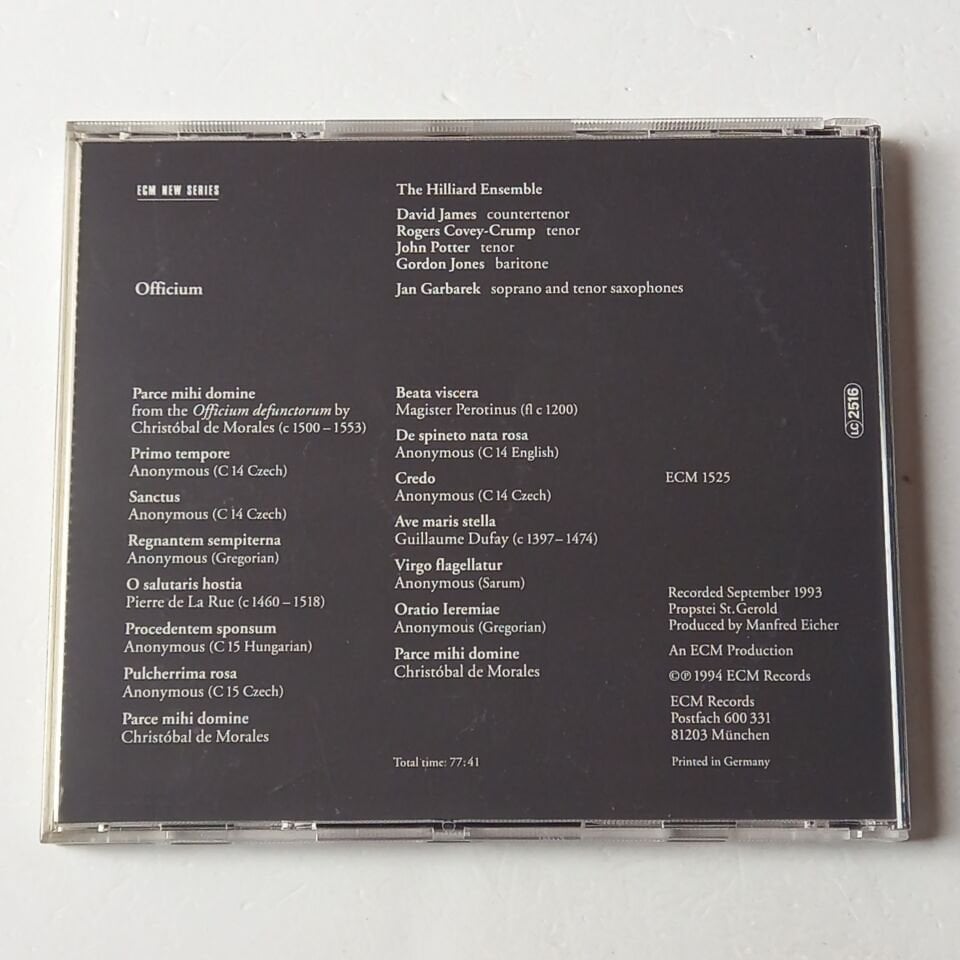 ECM NEW SERIES
Officium
The Hilliard Ensemble
David James countertenor
Rogers Covey-Crump tenor
John Potter tenor
Gordon Jones baritone
Jan Garbarek soprano and tenor saxophones
Parce mihi domine
from the Officium defunctorum by
Christóbal de Morales (c 1500 – 1553)
Primo tempore
Anonymous (C 14 Czech)
Sanctus
Anonymous (C 14 Czech)
Regnantem sempiterna
Anonymous (Gregorian)
O salutaris hostia
Pierre de La Rue (c 1460 – 1518)
Procedentem sponsum
Anonymous (C 15 Hungarian)
Pulcherrima rosa
Anonymous (C 15 Czech)
Parce mihi domine
Christóbal de Morales
Beata viscera
Magister Perotinus (fl c 1200)
De spineto nata rosa
Anonymous (C 14 English)
Credo
Anonymous (C 14 Czech)
Ave maris stella
Guillaume Dufay (c 1397 – 1474)
Virgo flagellatur
Anonymous (Sarum)
Oratio Ieremiae
Anonymous (Gregorian)
Parce mihi domine
Christóbal de Morales
Total time: 77:41
LC 2516
ECM 1525
Recorded September 1993
Propstei St. Gerold
Produced by Manfred Eicher
An ECM Production
©℗ 1994 ECM Records
ECM Records
Postfach 600 331
81203 München
Printed in Germany